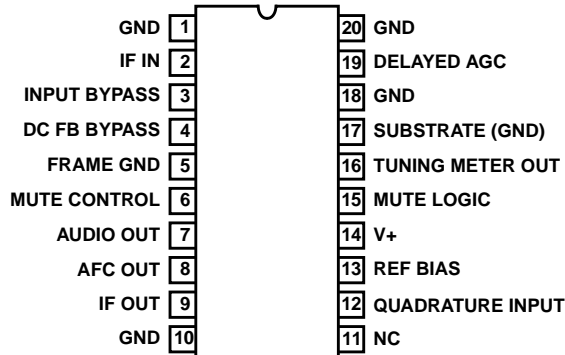 GND 1 20 GND
IF IN 2 19 DELAYED AGC
INPUT BYPASS 3 18 GND
DC FB BYPASS 4 17 SUBSTRATE (GND)
FRAME GND 5 16 TUNING METER OUT
MUTE CONTROL 6 15 MUTE LOGIC
AUDIO OUT 7 14 V+
AFC OUT 8 13 REF BIAS
IF OUT 9 12 QUADRATURE INPUT
GND 10 11 NC